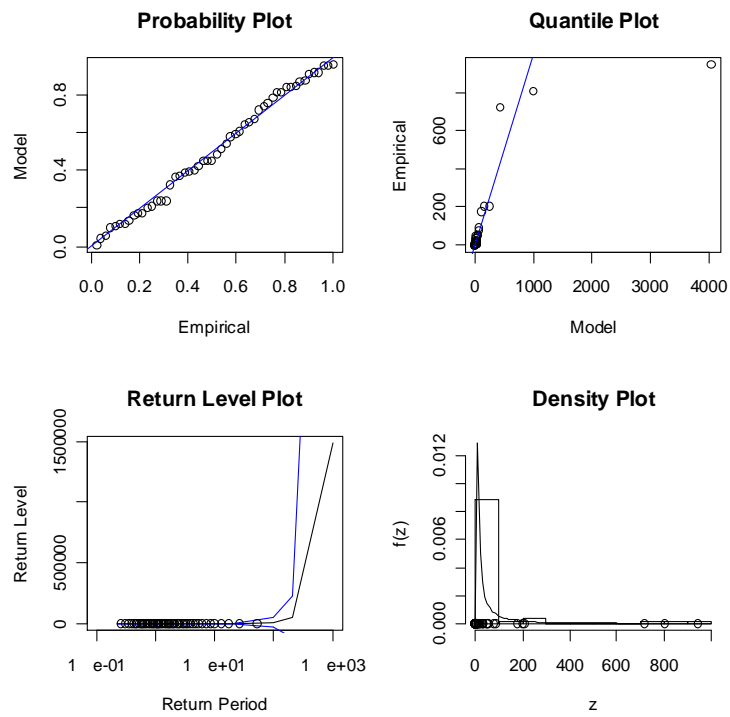 Probability Plot
Model
0.0 0.4 0.8
0.0 0.2 0.4 0.6 0.8 1.0
Empirical
Quantile Plot
Empirical
0 200 600
0 1000 2000 3000 4000
Model
Return Level Plot
Return Level
0 500000 1500000
1 e-01 1 e+01 1 e+03
Return Period
Density Plot
f(z)
0.000 0.006 0.012
0 200 400 600 800
z